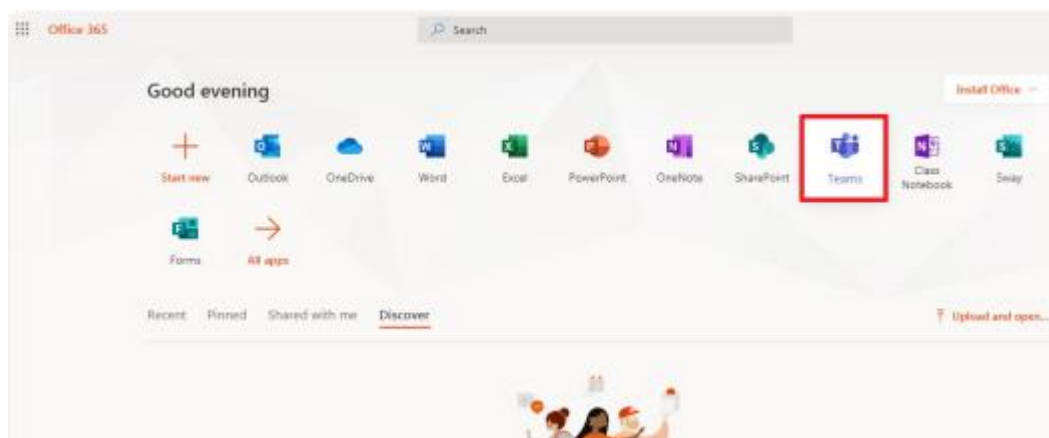 Office 365
Search
Good evening
Install Office
Start new
Outlook
OneDrive
Word
Excel
PowerPoint
OneNote
SharePoint
Teams
Class
Notebook
Sway
Forms
All apps
Recent Pinned Shared with me Discover
Upload and open...